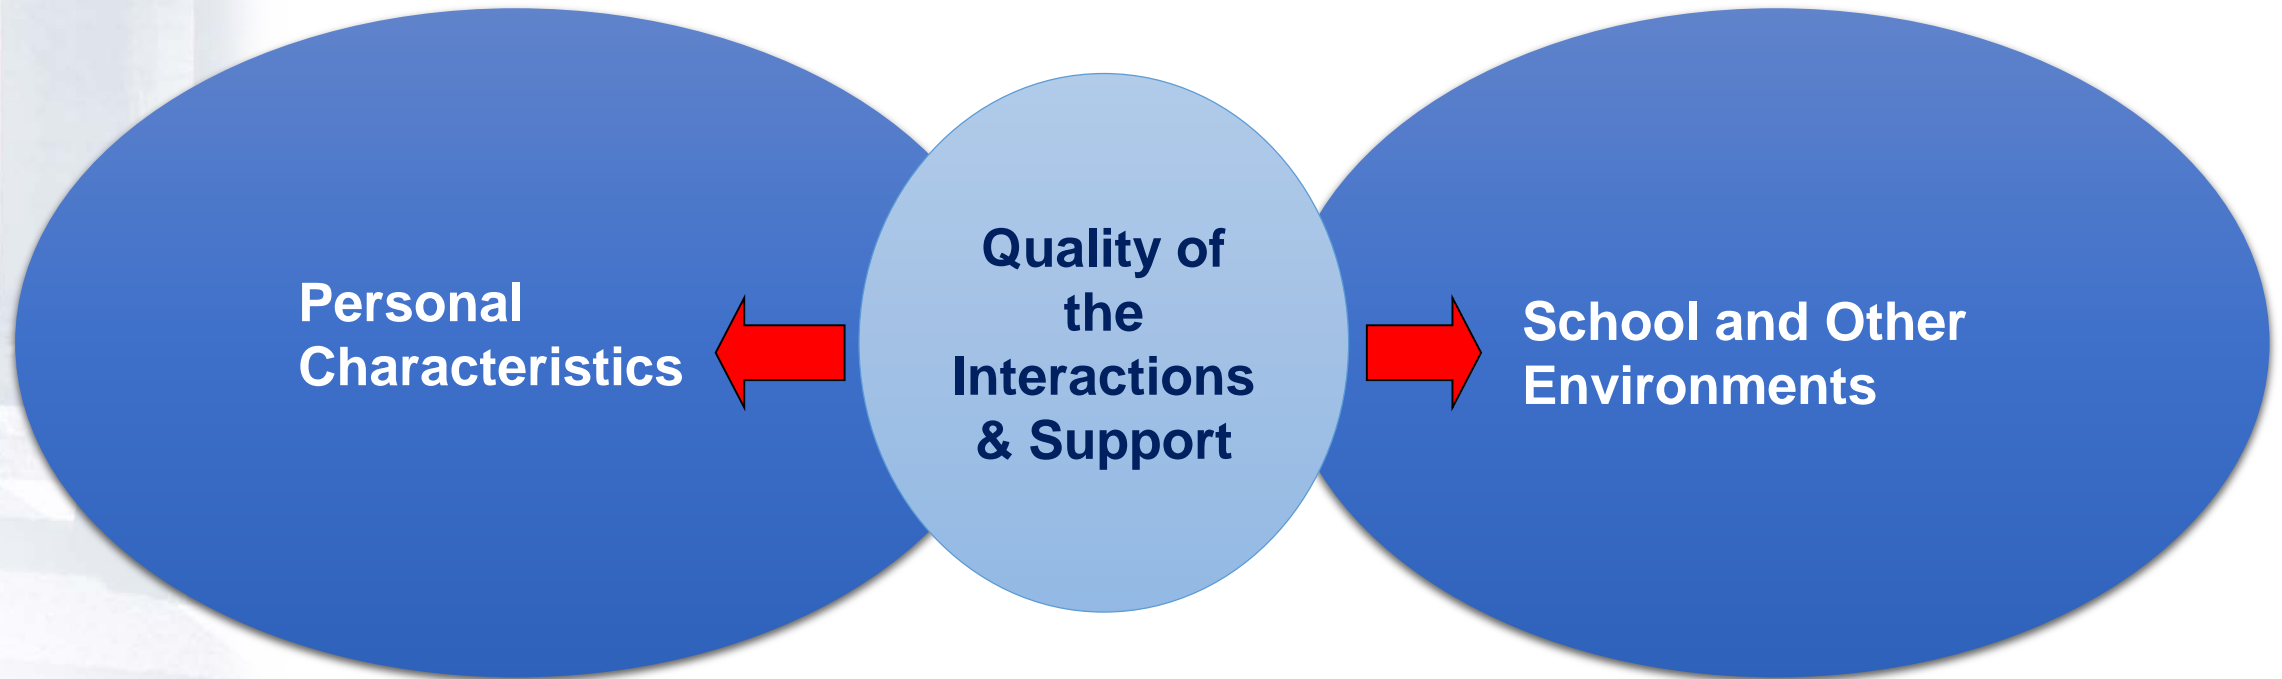 Personal
Characteristics
Quality of
the
Interactions
& Support
School and Other
Environments